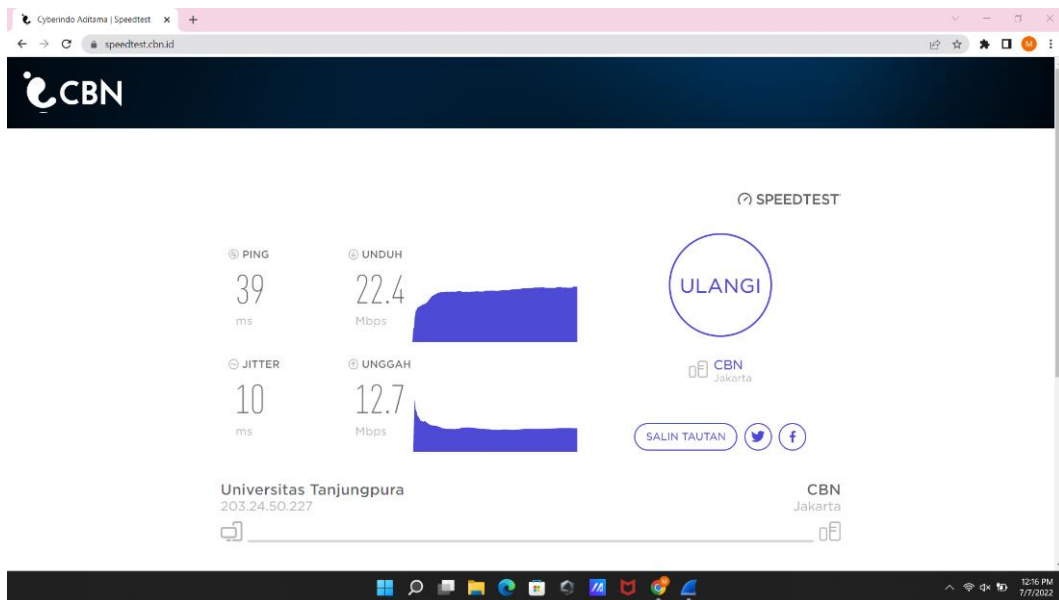 Cyberindo Aditama | Speedtest
speedtest.cbn.id
M
CBN
SPEEDTEST
PING
39
ms
UNDUH
22.4
Mbps
ULANGI
JITTER
10
ms
UNGGAH
12.7
Mbps
CBN
Jakarta
SALIN TAUTAN
Universitas Tanjungpura
203.24.50.227
CBN
Jakarta
12:16 PM
7/7/2022